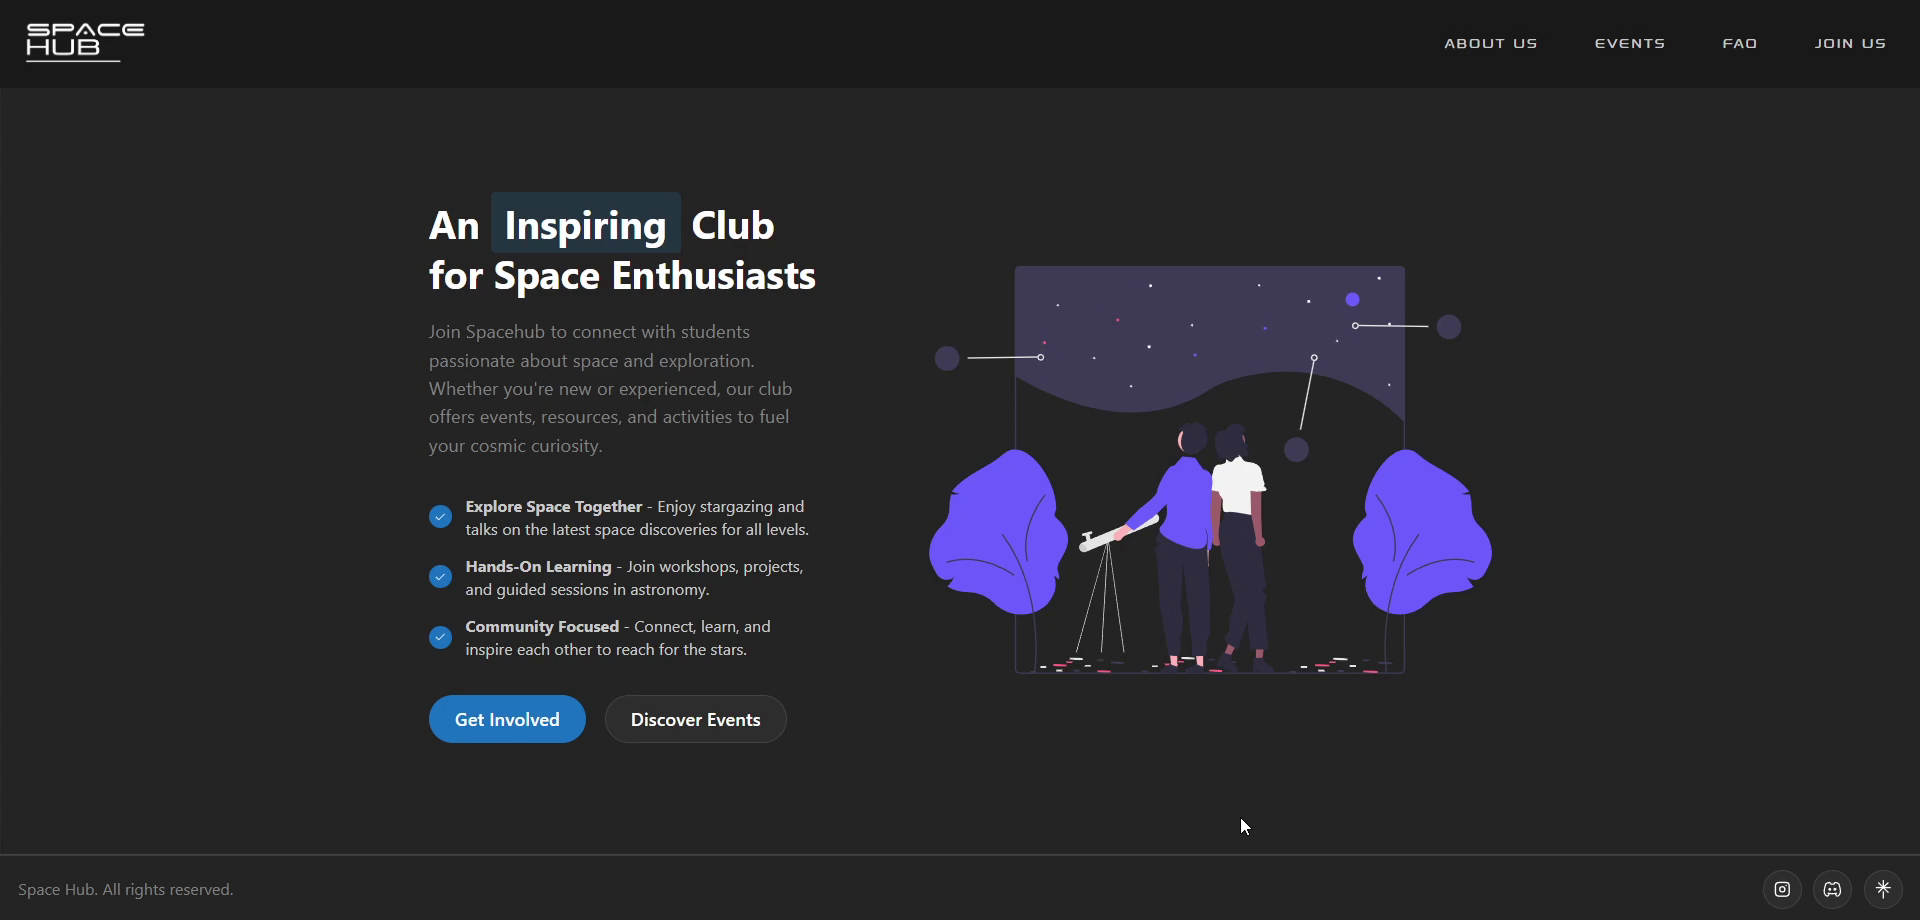 SPACE
HUB
ABOUT US
EVENTS
FAQ
JOIN US
An Inspiring Club
for Space Enthusiasts
Join Spacehub to connect with students
passionate about space and exploration.
Whether you're new or experienced, our club
offers events, resources, and activities to fuel
your cosmic curiosity.
Explore Space Together - Enjoy stargazing and
talks on the latest space discoveries for all levels.
Hands-On Learning - Join workshops, projects,
and guided sessions in astronomy.
Community Focused - Connect, learn, and
inspire each other to reach for the stars.
Get Involved
Discover Events
Space Hub. All rights reserved.